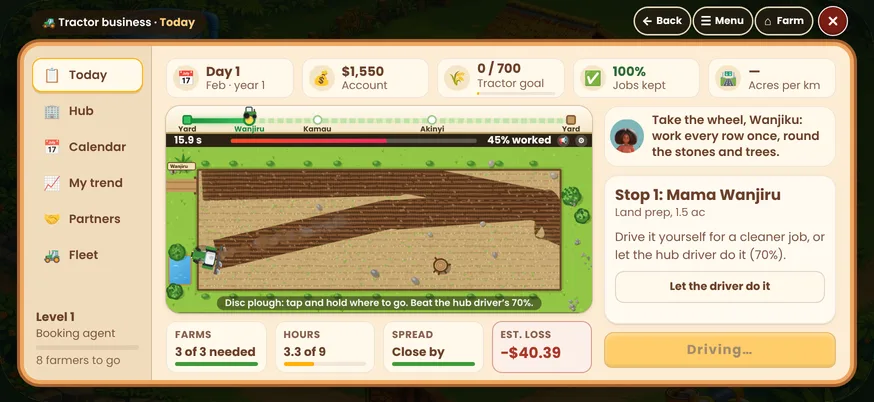 Tractor business · Today
Back
Menu
Farm
Today
Hub
Calendar
My trend
Partners
Fleet
Level 1
Booking agent
8 farmers to go
Day 1
Feb · year 1
$1,550
Account
0 / 700
Tractor goal
100%
Jobs kept
—
Acres per km
Yard
Wanjiru
Kamau
Akinyi
Yard
15.9 s
45% worked
Wanjiru
Disc plough: tap and hold where to go. Beat the hub driver's 70%.
FARMS
3 of 3 needed
HOURS
3.3 of 9
SPREAD
Close by
EST. LOSS
-$40.39
Take the wheel, Wanjiku:
work every row once, round
the stones and trees.
Stop 1: Mama Wanjiru
Land prep, 1.5 ac
Drive it yourself for a cleaner job, or
let the hub driver do it (70%).
Let the driver do it
Driving...